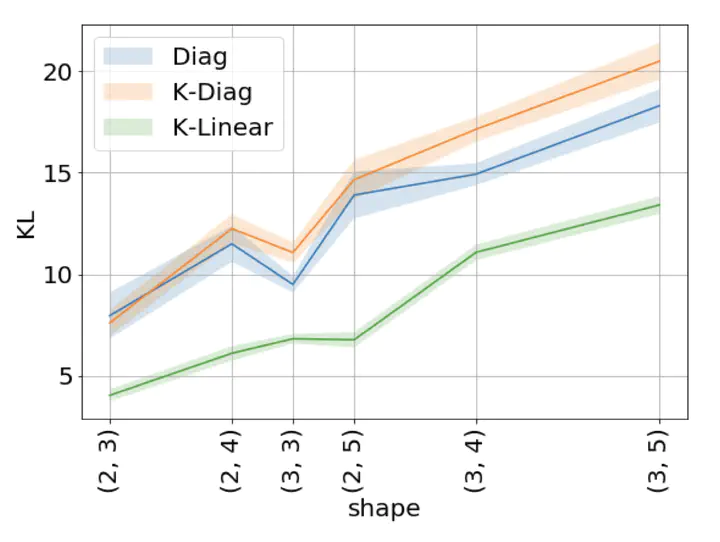 Diag
K-Diag
K-Linear
KL
20
15
10
5
(2, 3)
(2, 4)
(3, 3)
(2, 5)
(3, 4)
(3, 5)
shape